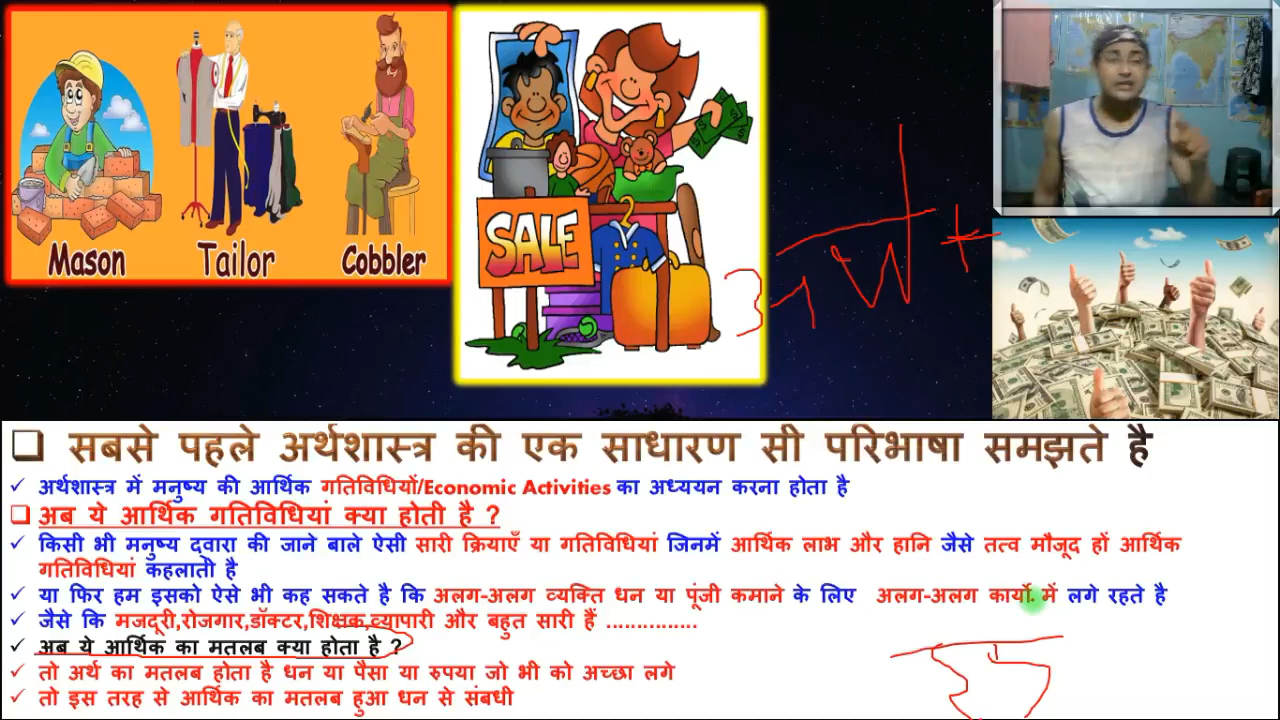 Mason
Tailor
Cobbler
SALE
अर्थ +
सबसे पहले अर्थशास्त्र की एक साधारण सी परिभाषा समझते है
अर्थशास्त्र में मनुष्य की आर्थिक गतिविधियों/Economic Activities का अध्ययन करना होता है
अब ये आर्थिक गतिविधियां क्या होती है ?
किसी भी मनुष्य द्वारा की जाने बाले ऐसी सारी क्रियाएँ या गतिविधियां जिनमें आर्थिक लाभ और हानि जैसे तत्व मौजूद हों आर्थिक
गतिविधियां कहलाती है
या फिर हम इसको ऐसे भी कह सकते है कि अलग-अलग व्यक्ति धन या पूंजी कमाने के लिए अलग-अलग कार्यो. में लगे रहते है
जैसे कि मजदूरी,रोजगार,डॉक्टर,शिक्षक,व्यापारी और बहुत सारी हैं ...............
अब ये आर्थिक का मतलब क्या होता है ?
तो अर्थ का मतलब होता है धन या पैसा या रुपया जो भी को अच्छा लगे
तो इस तरह से आर्थिक का मतलब हुआ धन से संबधी